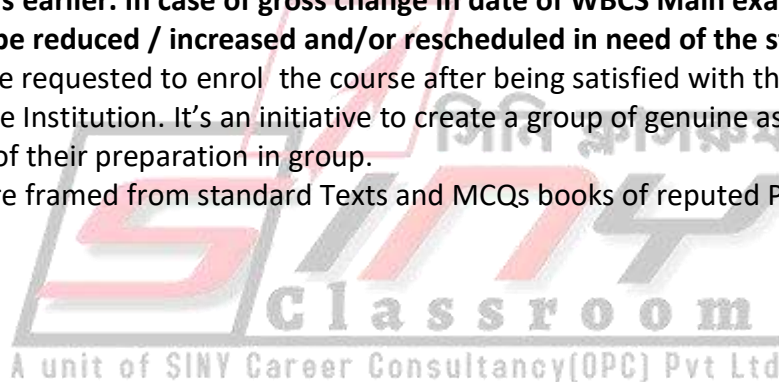 s earlier. In case of gross change in date of WBCS Main exa
be reduced / increased and/or rescheduled in need of the s
e requested to enrol the course after being satisfied with th
e Institution. It's an initiative to create a group of genuine as
of their preparation in group.
re framed from standard Texts and MCQs books of reputed P
সিনি ক্লাসরুম
SINY
Classroom
A unit of SINY Career Consultancy(OPC) Pvt Ltd